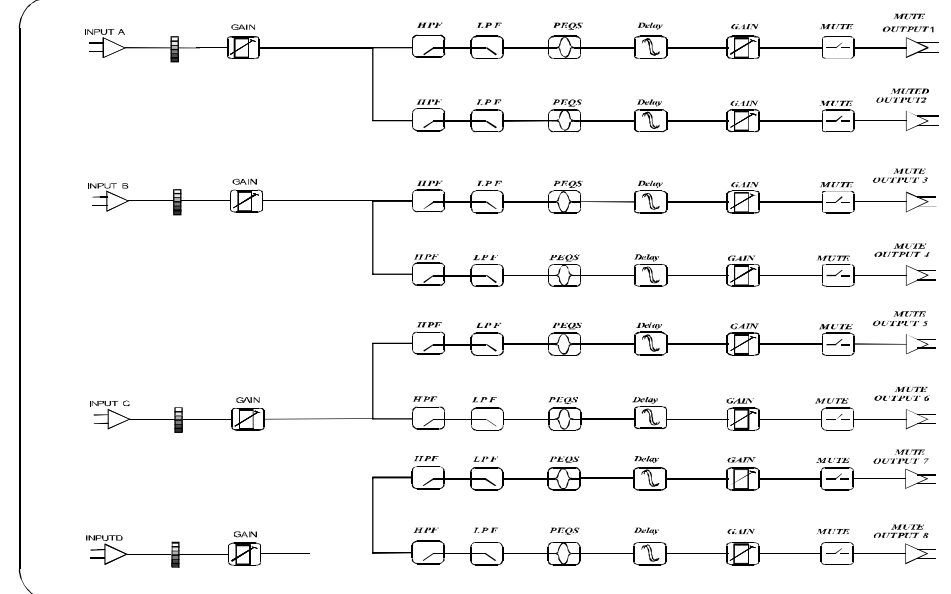 MUTE
OUTPUT1
INPUT A
GAIN
HPF LPF PEQS Delay GAIN MUTE
MUTED
OUTPUT2
HPF LPF PEQS Delay GAIN MUTE
MUTE
OUTPUT 3
INPUT B
GAIN
HPF LPF PEQS Delay GAIN MUTE
MUTE
OUTPUT 4
HPF LPF PEQS Delay GAIN MUTE
MUTE
OUTPUT 5
HPF LPF PEQS Delay GAIN MUTE
MUTE
OUTPUT 6
INPUT C
GAIN
HPF LPF PEQS Delay GAIN MUTE
MUTE
OUTPUT 7
HPF LPF PEQS Delay GAIN MUTE
MUTE
OUTPUT 8
INPUTD
GAIN
HPF LPF PEQS Delay GAIN MUTE